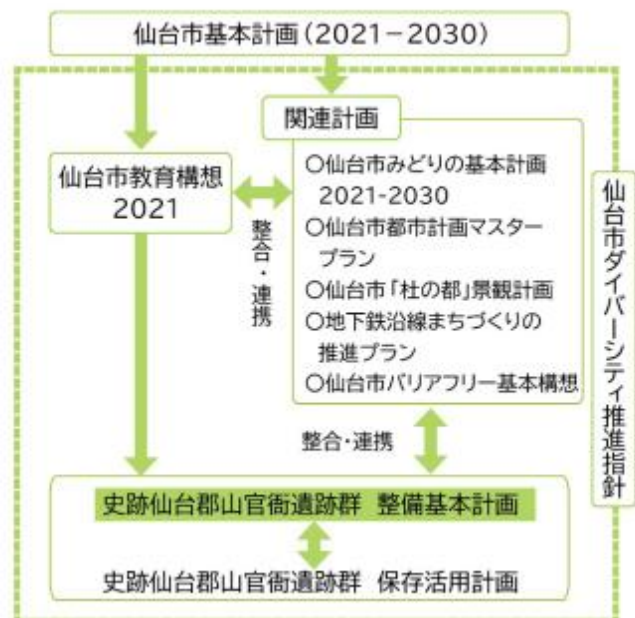 仙台市基本計画(2021－2030)
関連計画
仙台市教育構想
2021
整合・連携
〇仙台市みどりの基本計画
2021-2030
〇仙台市都市計画マスター
プラン
〇仙台市「杜の都」景観計画
〇地下鉄沿線まちづくりの
推進プラン
〇仙台市バリアフリー基本構想
仙台市ダイバーシティ推進指針
整合・連携
史跡仙台郡山官衙遺跡群 整備基本計画
史跡仙台郡山官衙遺跡群 保存活用計画